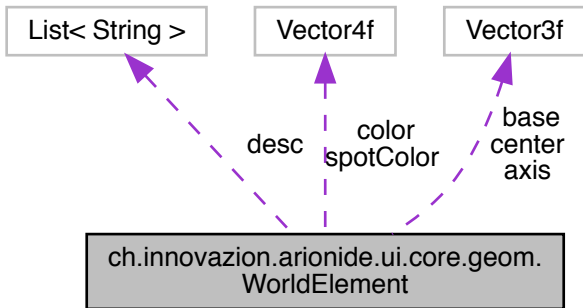 List< String >
Vector4f
Vector3f
desc
color
spotColor
base
center
axis
ch.innovazion.arionide.ui.core.geom.
WorldElement